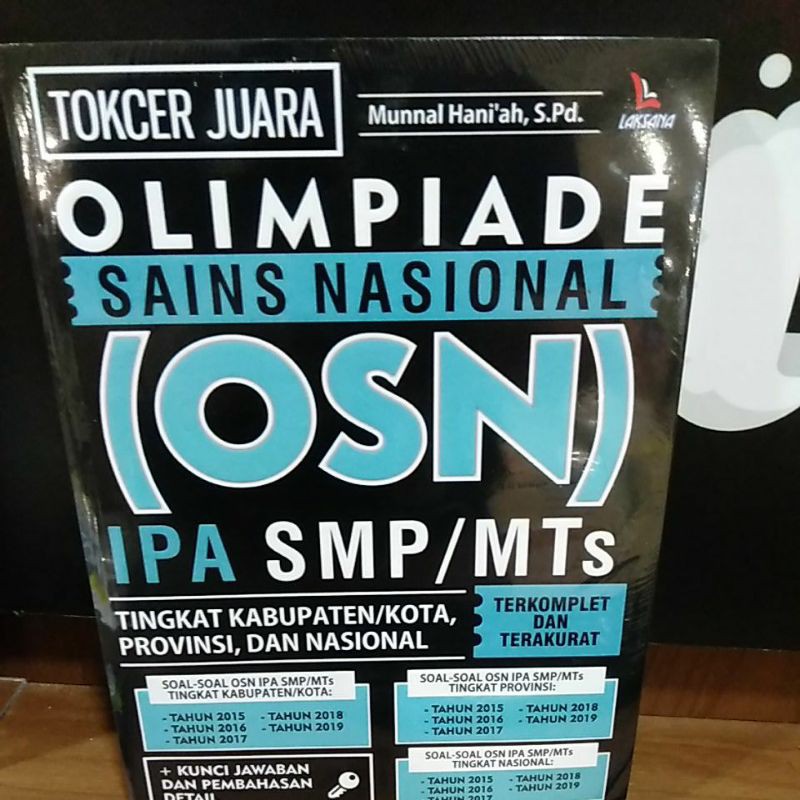 TOKCER JUARA
Munnal Hani'ah, S.Pd.
LAKSANA
OLIMPIADE
SAINS NASIONAL
(OSN)
IPA SMP/MTs
TINGKAT KABUPATEN/KOTA,
PROVINSI, DAN NASIONAL
TERKOMPLET
DAN
TERAKURAT
SOAL-SOAL OSN IPA SMP/MTs
TINGKAT KABUPATEN/KOTA:
- TAHUN 2015 - TAHUN 2018
- TAHUN 2016 - TAHUN 2019
- TAHUN 2017
SOAL-SOAL OSN IPA SMP/MTs
TINGKAT PROVINSI:
- TAHUN 2015 - TAHUN 2018
- TAHUN 2016 - TAHUN 2019
- TAHUN 2017
+ KUNCI JAWABAN
DAN PEMBAHASAN
DETAIL
SOAL-SOAL OSN IPA SMP/MTs
TINGKAT NASIONAL:
- TAHUN 2015 - TAHUN 2018
- TAHUN 2016 - TAHUN 2019
- TAHUN 2017